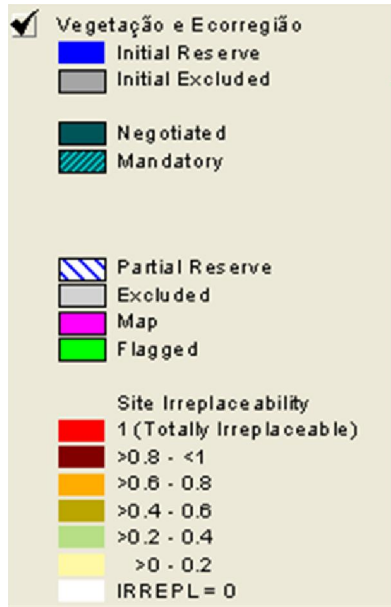 Vegetação e Ecorregião
Initial Reserve
Initial Excluded
Negotiated
Mandatory
Partial Reserve
Excluded
Map
Flagged
Site Irreplaceability
1 (Totally Irreplaceable)
>0.8 - <1
>0.6 - 0.8
>0.4 - 0.6
>0.2 - 0.4
>0 - 0.2
IRREPL = 0